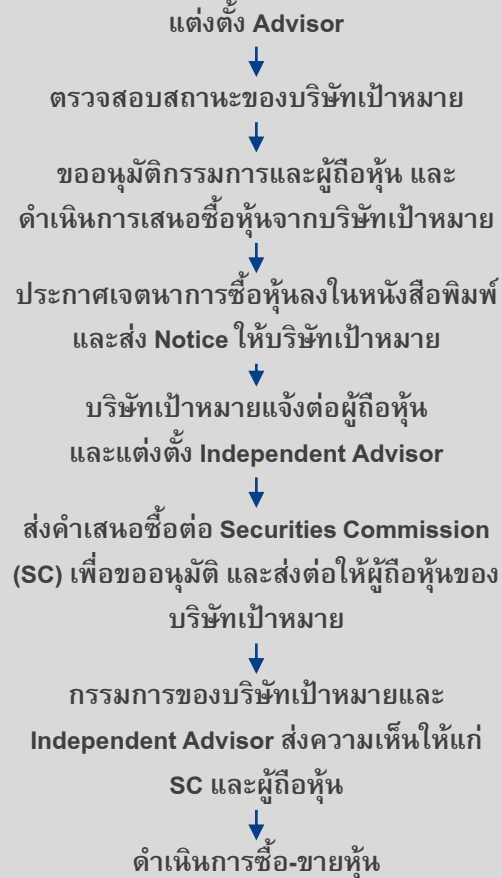 แต่งตั้ง Advisor
ตรวจสอบสถานะของบริษัทเป้าหมาย
ขออนุมัติกรรมการและผู้ถือหุ้น และ
ดำเนินการเสนอซื้อหุ้นจากบริษัทเป้าหมาย
ประกาศเจตนาการซื้อหุ้นลงในหนังสือพิมพ์
และส่ง Notice ให้บริษัทเป้าหมาย
บริษัทเป้าหมายแจ้งต่อผู้ถือหุ้น
และแต่งตั้ง Independent Advisor
ส่งคำเสนอซื้อต่อ Securities Commission
(SC) เพื่อขออนุมัติ และส่งต่อให้ผู้ถือหุ้นของ
บริษัทเป้าหมาย
กรรมการของบริษัทเป้าหมายและ
Independent Advisor ส่งความเห็นให้แก่
SC และผู้ถือหุ้น
ดำเนินการซื้อ-ขายหุ้น